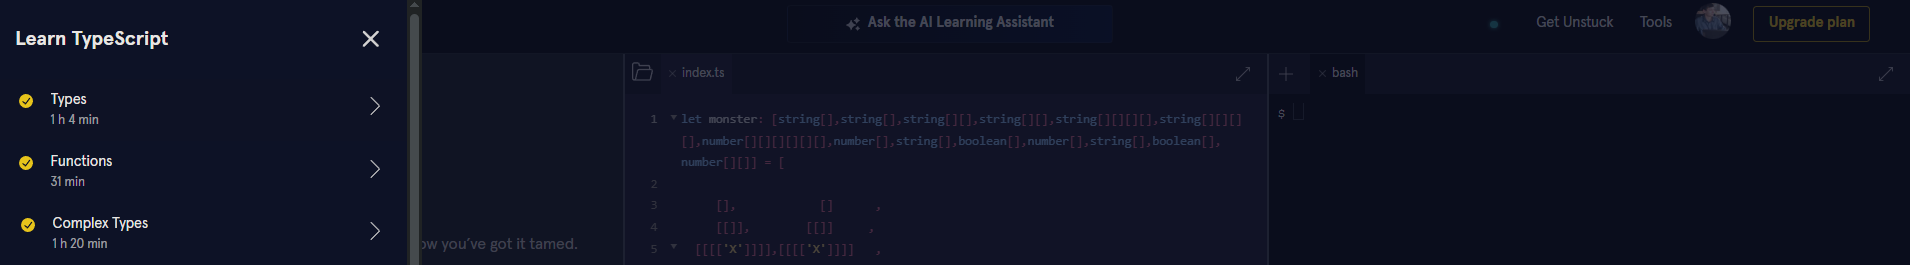 Ask the AI Learning Assistant
Get Unstuck
Tools
Upgrade plan
Learn TypeScript
Types
1 h 4 min
Functions
31 min
Complex Types
1 h 20 min
ow you've got it tamed.
index.ts
1 let monster: [string[],string[],string[][],string[][],string[][][][],string[][][]
[],number[][][][][][],number[],string[],boolean[],number[],string[],boolean[],
number[][]] = [
2
3 [], [] ,
4 [[]], [[]] ,
5 [[[['X']]]],[[[['X']]]] ,
bash
$